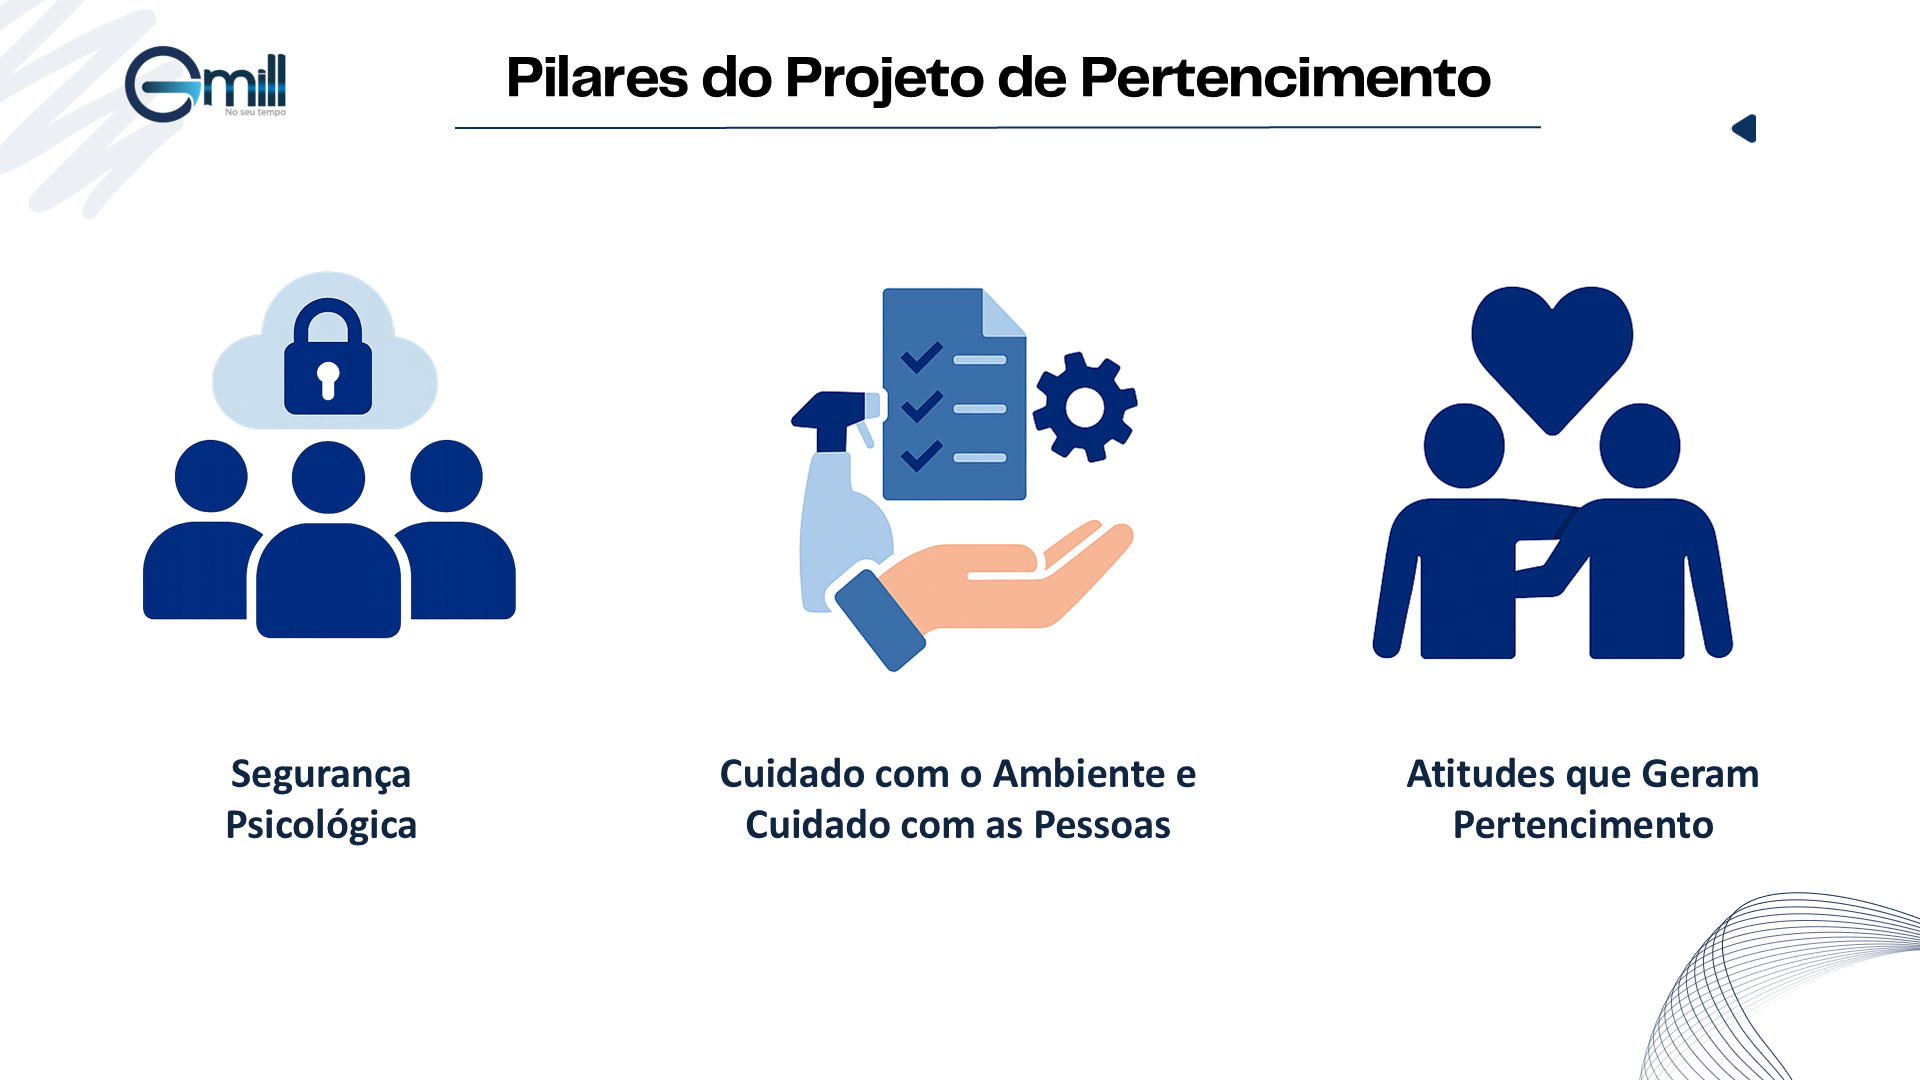 Gmill
No seu tempo
Pilares do Projeto de Pertencimento
Segurança
Psicológica
Cuidado com o Ambiente e
Cuidado com as Pessoas
Atitudes que Geram
Pertencimento